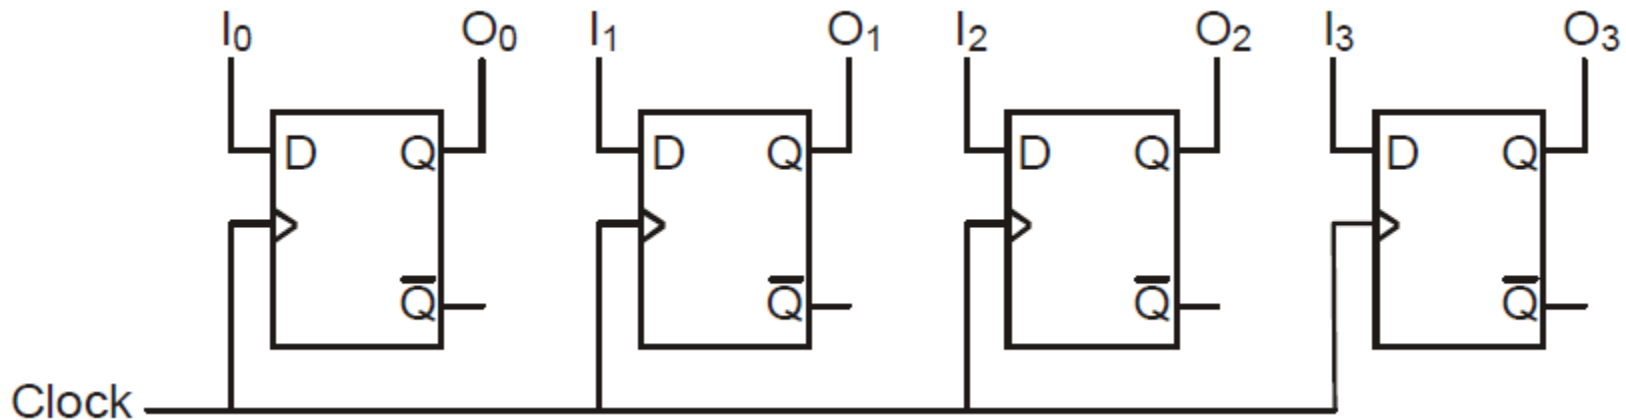 I₀ O₀ I₁ O₁ I₂ O₂ I₃ O₃
D Q D Q D Q D Q
Q̅ Q̅ Q̅ Q̅
Clock